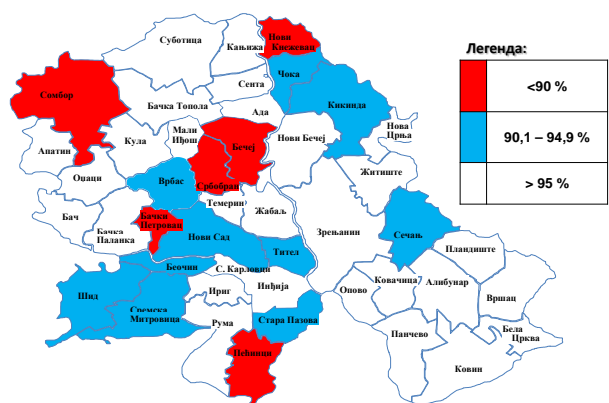 Суботица
Кањижа
Нови
Кнежевац
Чока
Сомбор
Сента
Кикинда
Бачка Топола
Ада
Нова
Црња
Мали
Иђош
Нови Бечеј
Кула
Бечеј
Апатин
Житиште
Оџаци
Врбас
Србобран
Темерин
Жабаљ
Бач
Бачка
Петровац
Бачка
Паланка
Нови Сад
Зрењанин
Сечањ
Тител
Пландиште
Беочин
С. Карловци
Ковачица
Алибунар
Шид
Ириг
Инђија
Опово
Вршац
Сремска
Митровица
Рума
Стара Пазова
Панчево
Бела
Црква
Пећинци
Ковин
Легенда:
<90 %
90,1 – 94,9 %
> 95 %